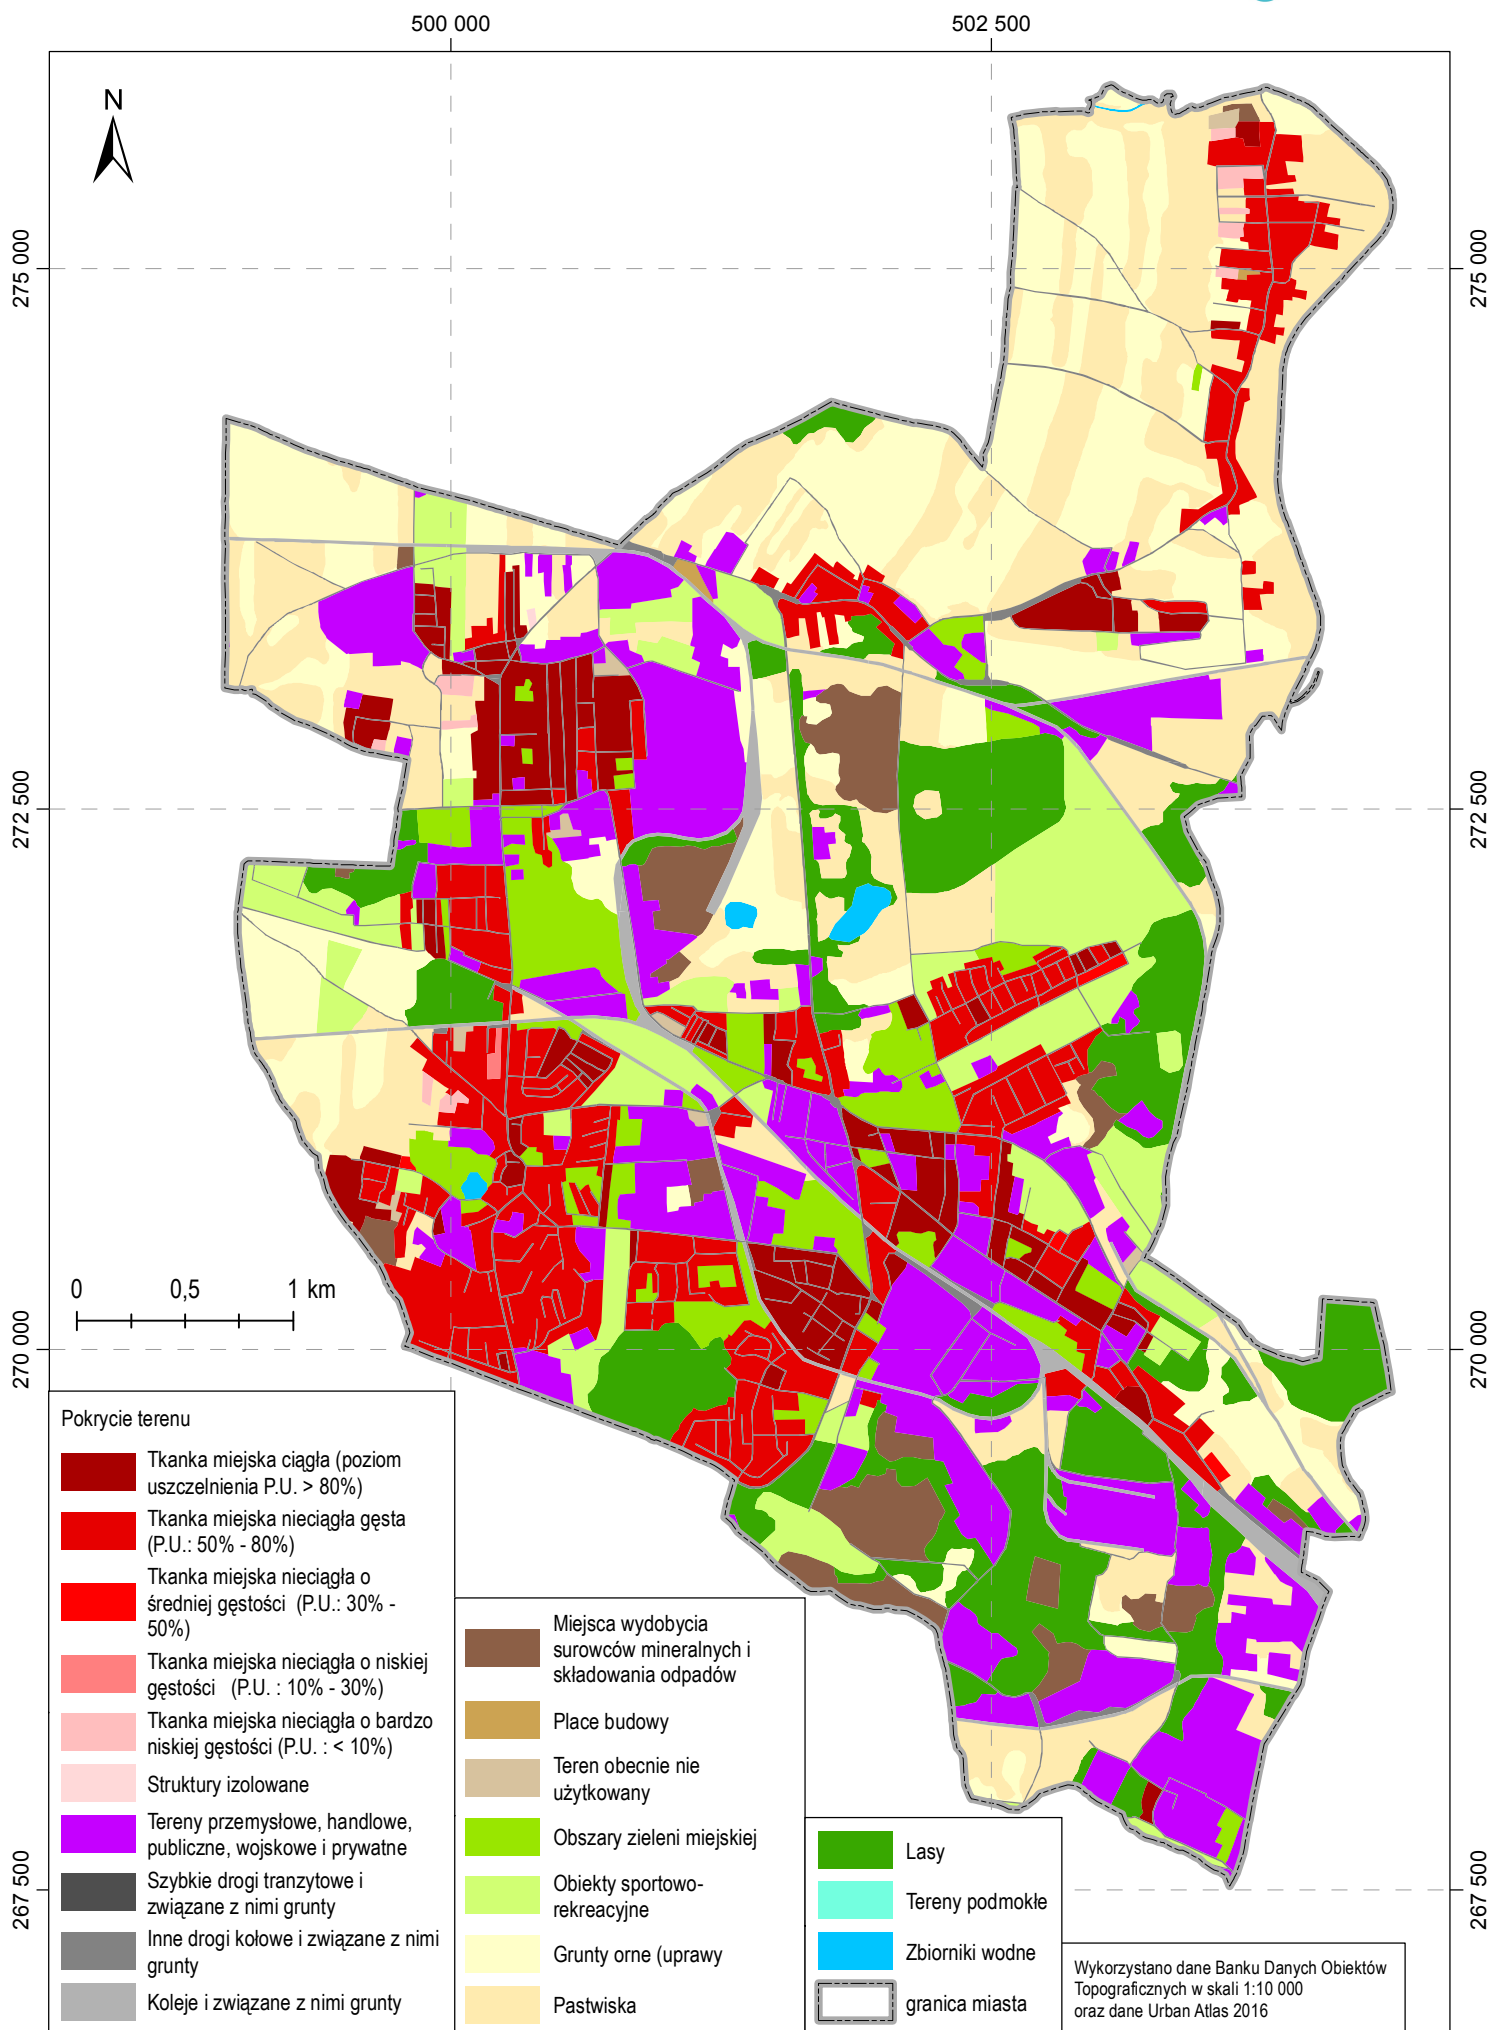 500 000
502 500
N
275 000
275 000
272 500
272 500
0
0,5
1 km
270 000
270 000
267 500
267 500
Pokrycie terenu
Tkanka miejska ciągła (poziom
uszczelnienia P.U. > 80%)
Tkanka miejska nieciągła gęsta
(P.U.: 50% - 80%)
Tkanka miejska nieciągła o
średniej gęstości (P.U.: 30% -
50%)
Tkanka miejska nieciągła o niskiej
gęstości (P.U. : 10% - 30%)
Tkanka miejska nieciągła o bardzo
niskiej gęstości (P.U. : < 10%)
Struktury izolowane
Tereny przemysłowe, handlowe,
publiczne, wojskowe i prywatne
Szybkie drogi tranzytowe i
związane z nimi grunty
Inne drogi kołowe i związane z nimi
grunty
Koleje i związane z nimi grunty
Miejsca wydobycia
surowców mineralnych i
składowania odpadów
Place budowy
Teren obecnie nie
użytkowany
Obszary zieleni miejskiej
Obiekty sportowo-
rekreacyjne
Grunty orne (uprawy
Pastwiska
Lasy
Tereny podmokłe
Zbiorniki wodne
granica miasta
Wykorzystano dane Banku Danych Obiektów
Topograficznych w skali 1:10 000
oraz dane Urban Atlas 2016